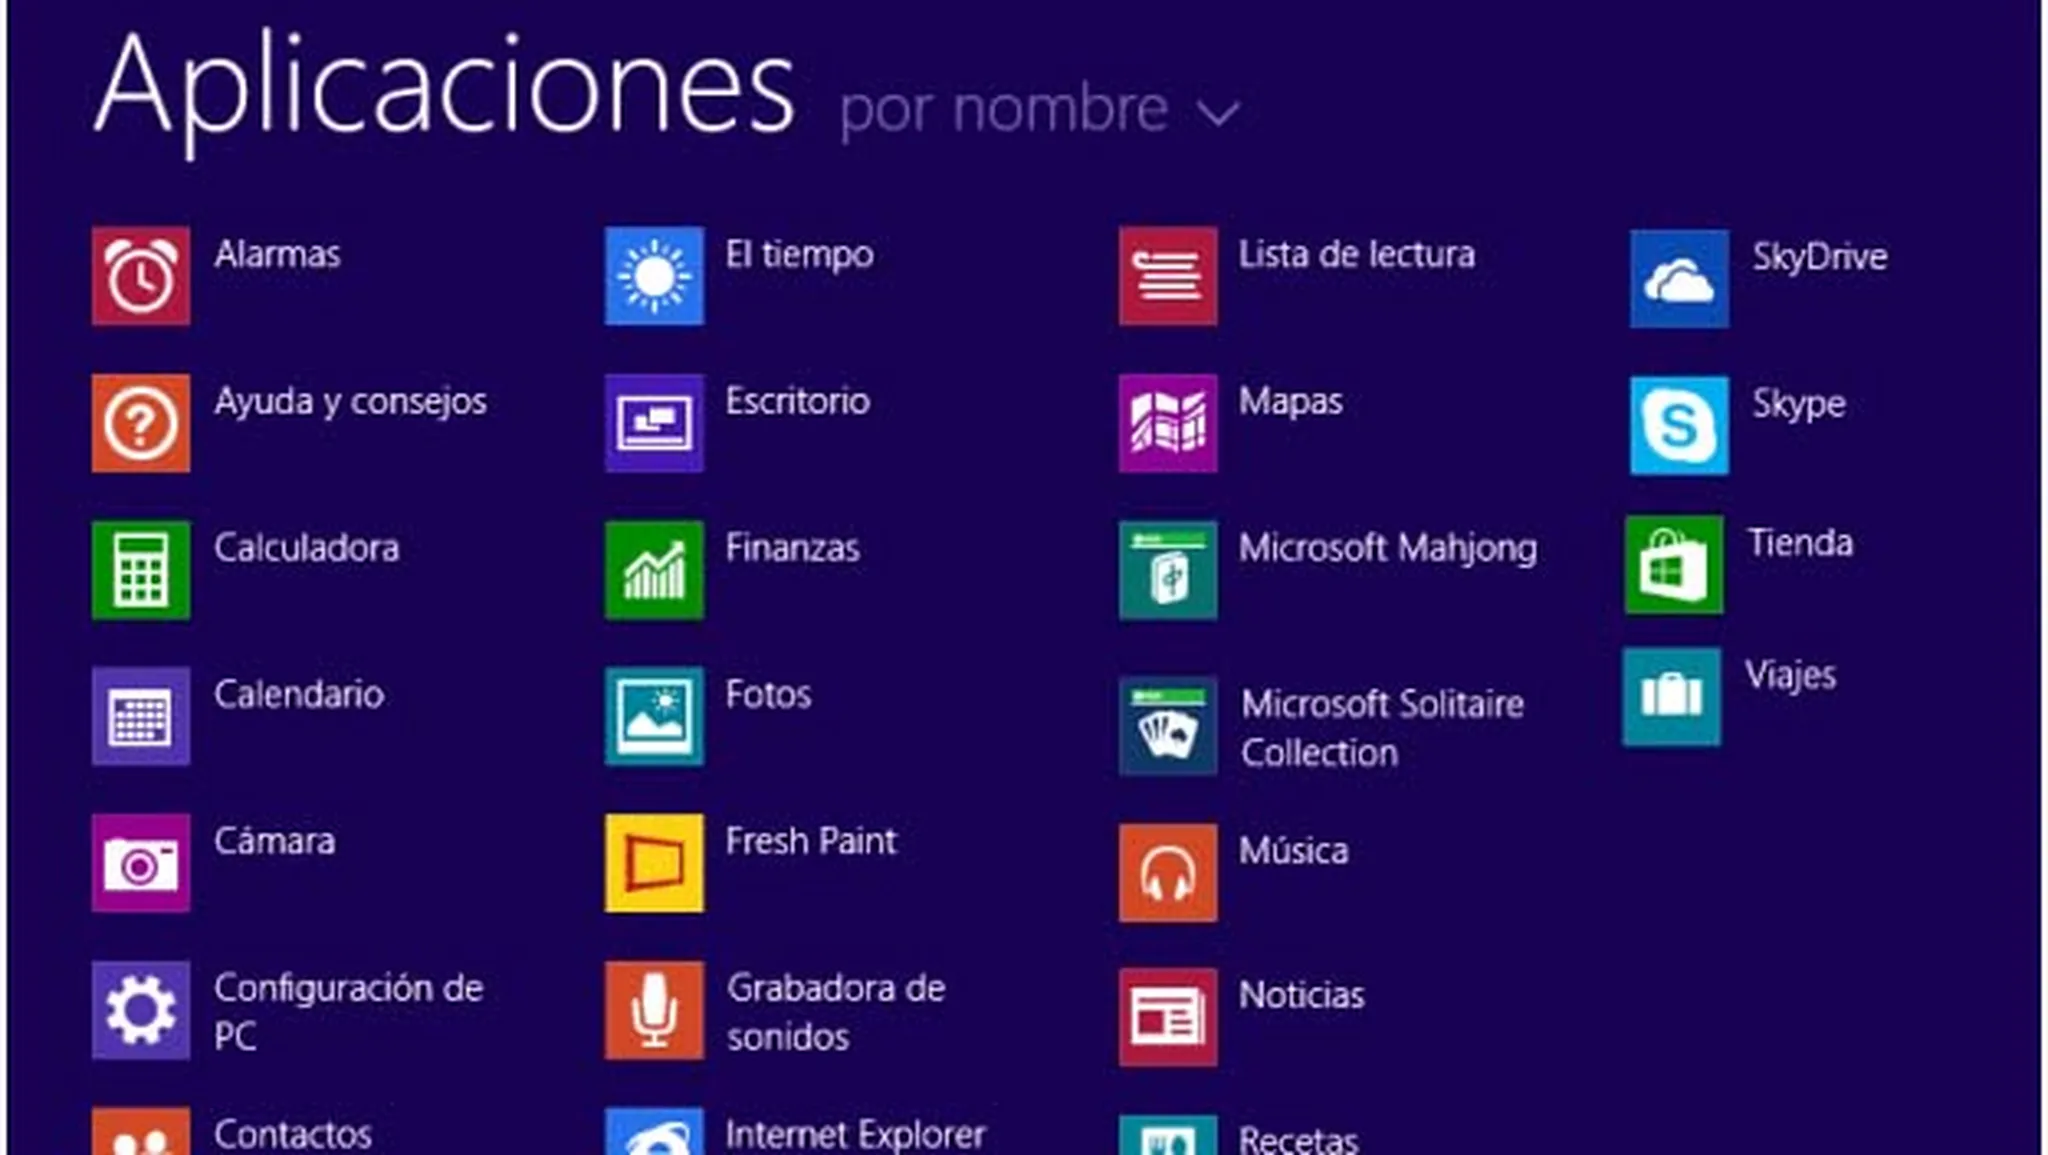 Aplicaciones por nombre
Alarmas
Ayuda y consejos
Calculadora
Calendario
Cámara
Configuración de
PC
Contactos
El tiempo
Escritorio
Finanzas
Fotos
Fresh Paint
Grabadora de
sonidos
Internet Explorer
Lista de lectura
Mapas
Microsoft Mahjong
Microsoft Solitaire
Collection
Música
Noticias
Recetas
SkyDrive
Skype
Tienda
Viajes